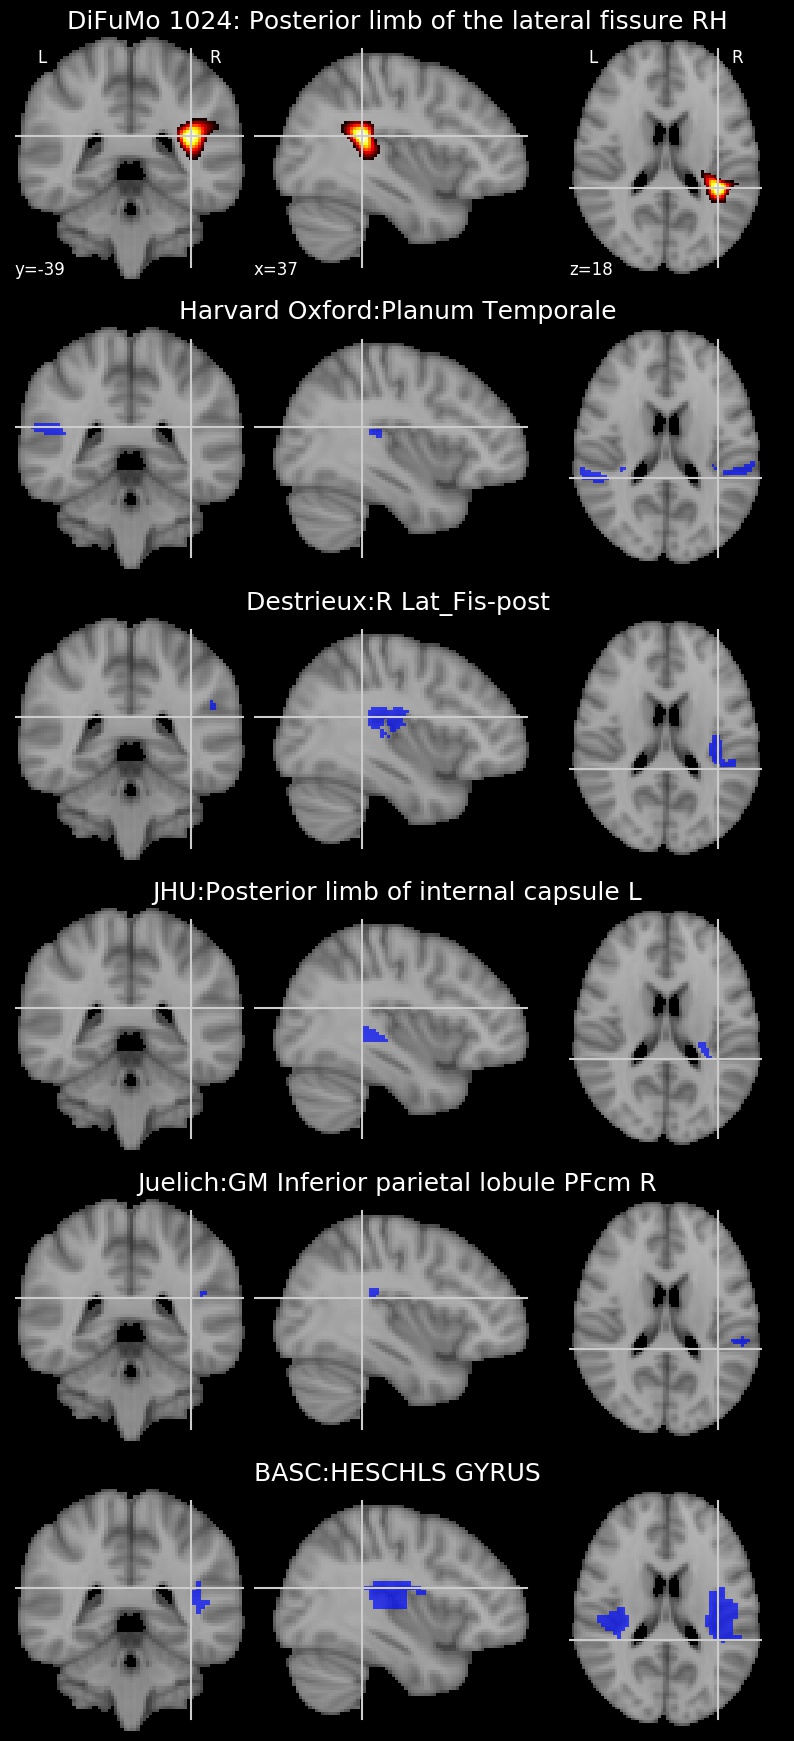 DiFuMo 1024: Posterior limb of the lateral fissure RH
L R L R
y=-39 x=37 z=18
Harvard Oxford:Planum Temporale
Destrieux:R Lat_Fis-post
JHU:Posterior limb of internal capsule L
Juelich:GM Inferior parietal lobule PFcm R
BASC:HESCHLS GYRUS